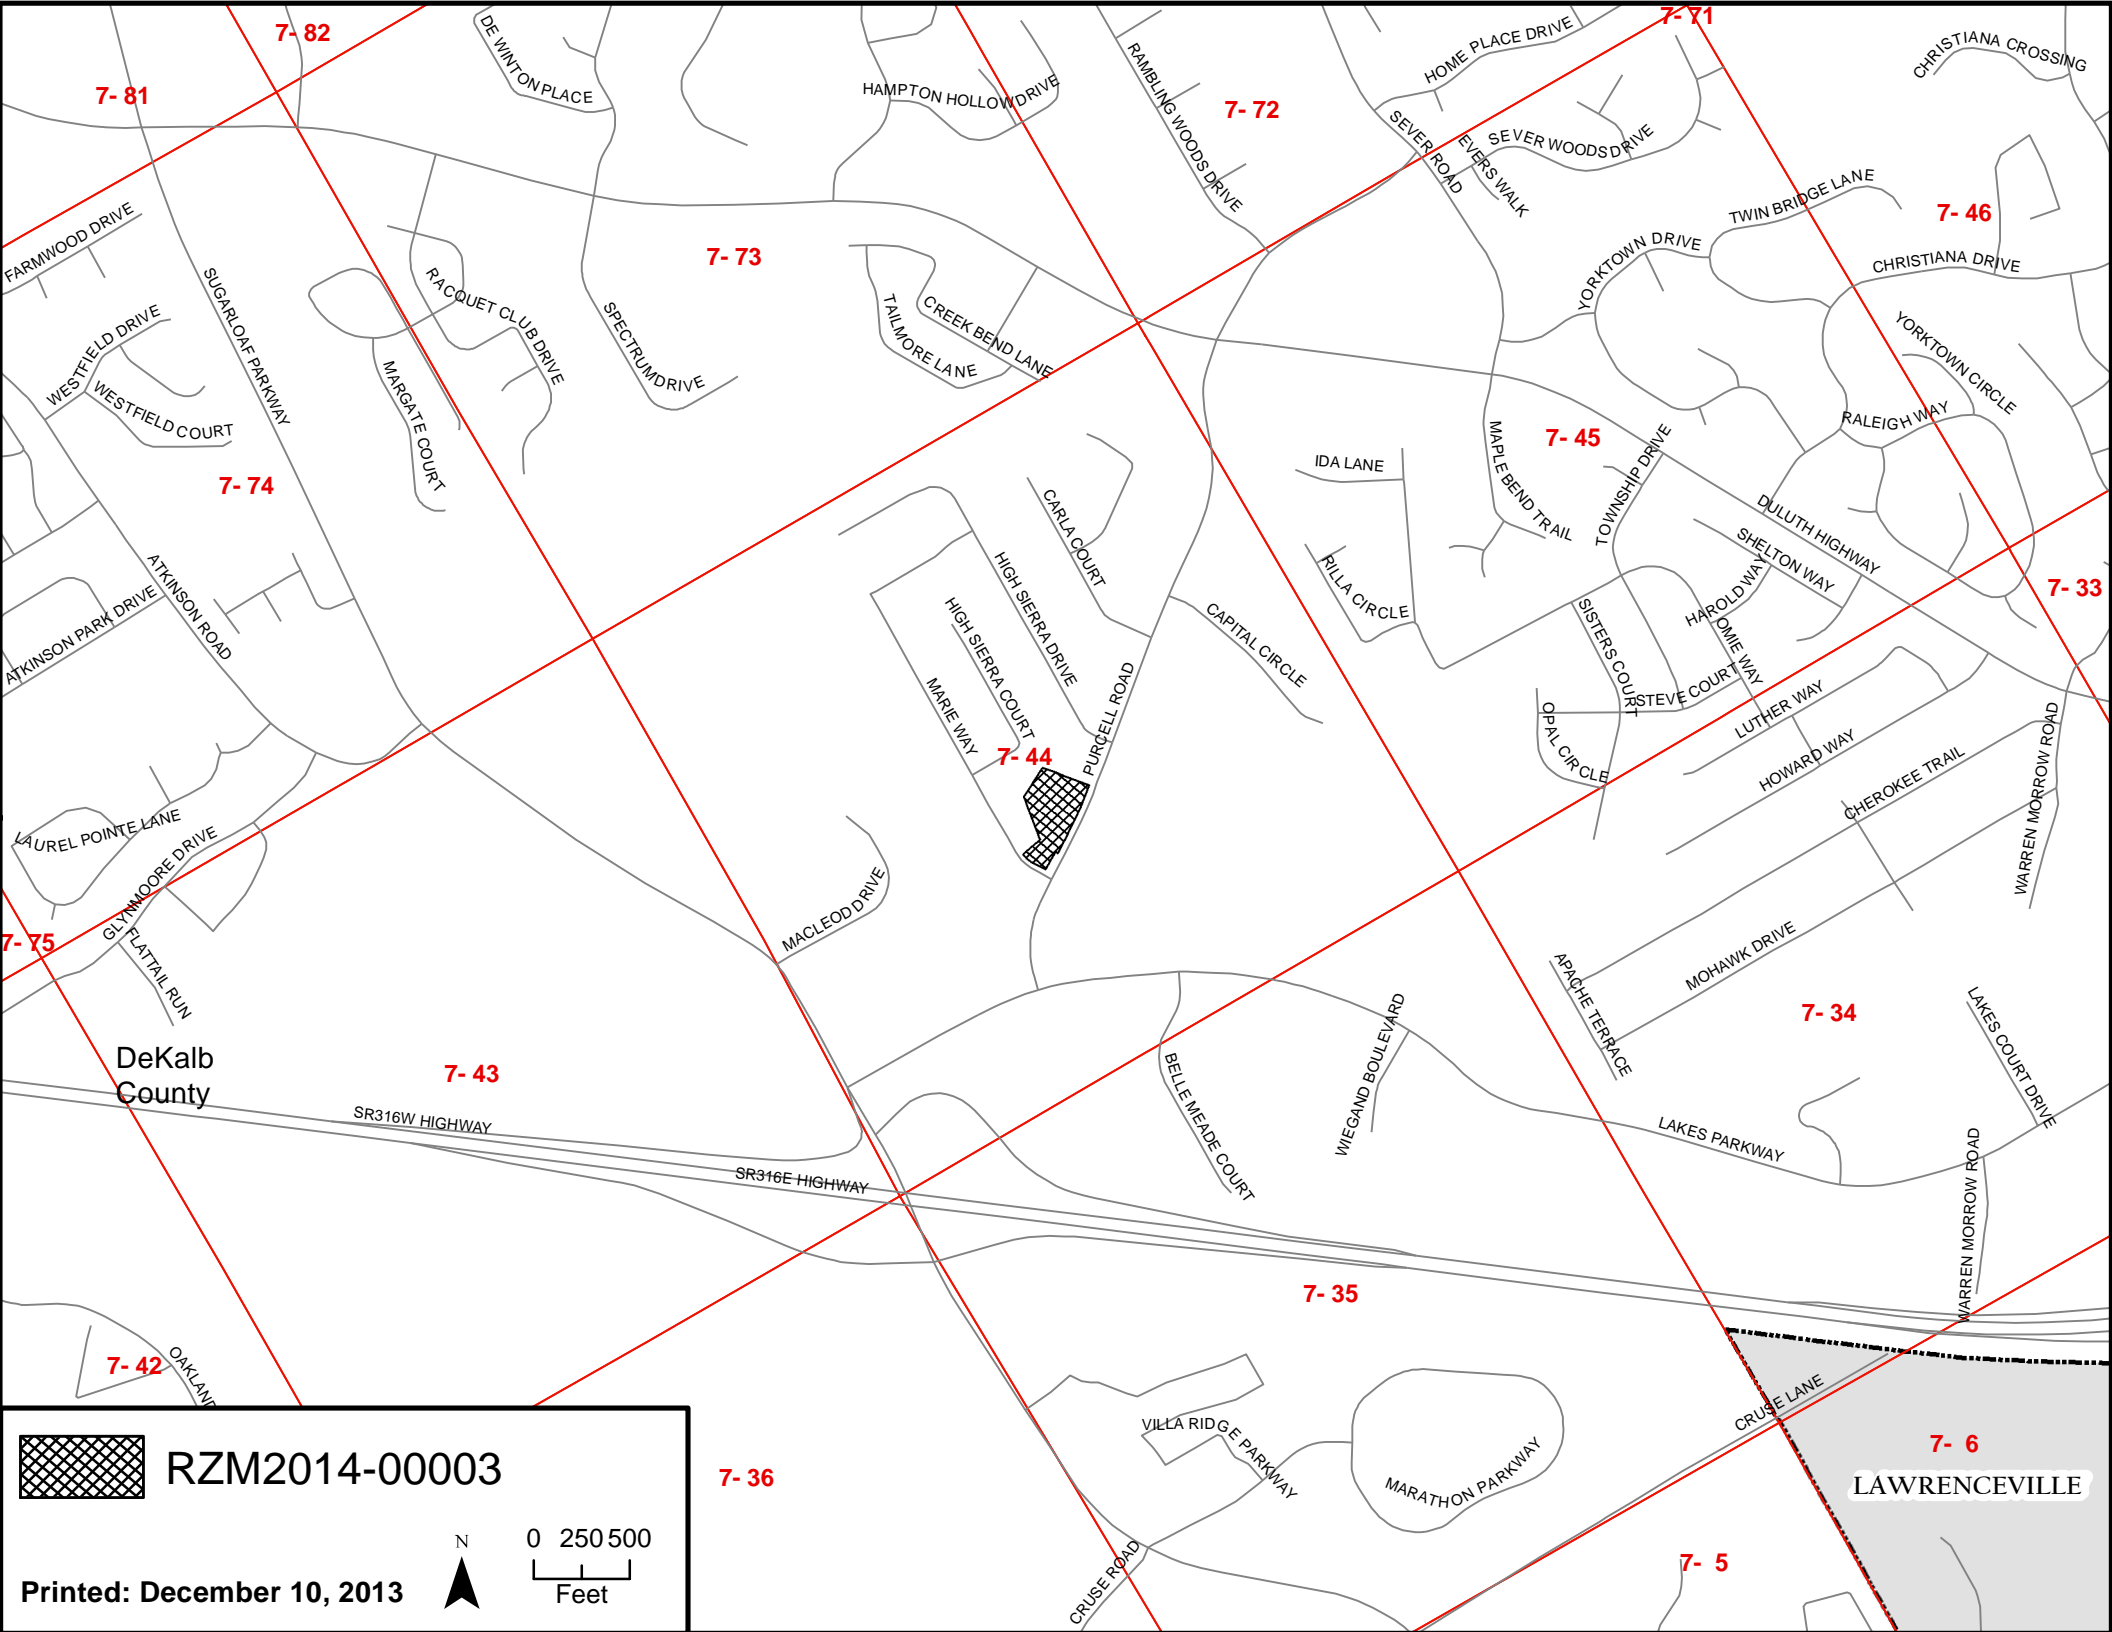 7- 82
7- 71
7- 81
7- 72
DE WINTON PLACE
HAMPTON HOLLOW DRIVE
RAMBLING WOODS DRIVE
HOME PLACE DRIVE
CHRISTIANA CROSSING
SEVER ROAD
EVERS WALK
SEVER WOODS DRIVE
TWIN BRIDGE LANE
7- 46
FARMWOOD DRIVE
7- 73
YORKTOWN DRIVE
CHRISTIANA DRIVE
SUGARLOAF PARKWAY
RACQUET CLUB DRIVE
WESTFIELD DRIVE
SPECTRUM DRIVE
TAILMORE LANE
CREEK BEND LANE
YORKTOWN CIRCLE
WESTFIELD COURT
MARGATE COURT
RALEIGH WAY
7- 45
7- 74
IDA LANE
MAPLE BEND TRAIL
TOWNSHIP DRIVE
CARLA COURT
DULUTH HIGHWAY
SHELTON WAY
ATKINSON ROAD
HIGH SIERRA DRIVE
RILLA CIRCLE
HAROLD WAY
7- 33
ATKINSON PARK DRIVE
HIGH SIERRA COURT
CAPITAL CIRCLE
SISTERS COURT
OMIE WAY
MARIE WAY
PURCELL ROAD
STEVE COURT
LUTHER WAY
OPAL CIRCLE
7- 44
HOWARD WAY
CHEROKEE TRAIL
WARREN MORROW ROAD
LAUREL POINTE LANE
GLYNMOORE DRIVE
MACLEOD DRIVE
7- 75
FLATTAIL RUN
APACHE TERRACE
MOHAWK DRIVE
7- 34
LAKES COURT DRIVE
DeKalb
County
7- 43
WIEGAND BOULEVARD
BELLE MEADE COURT
SR316W HIGHWAY
LAKES PARKWAY
SR316E HIGHWAY
WARREN MORROW ROAD
7- 35
7- 42
OAKLAND
CRUSE LANE
VILLA RIDGE PARKWAY
MARATHON PARKWAY
7- 6
LAWRENCEVILLE
7- 36
7- 5
CRUSE ROAD
RZM2014-00003
N
0 250 500
Feet
Printed: December 10, 2013